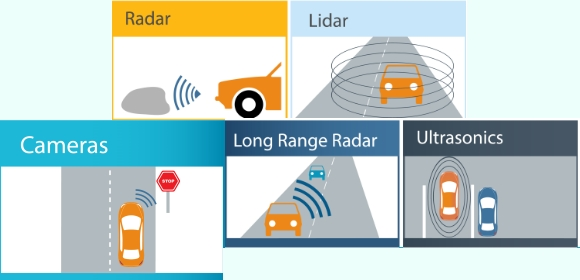 Radar
Lidar
Cameras
STOP
Long Range Radar
Ultrasonics